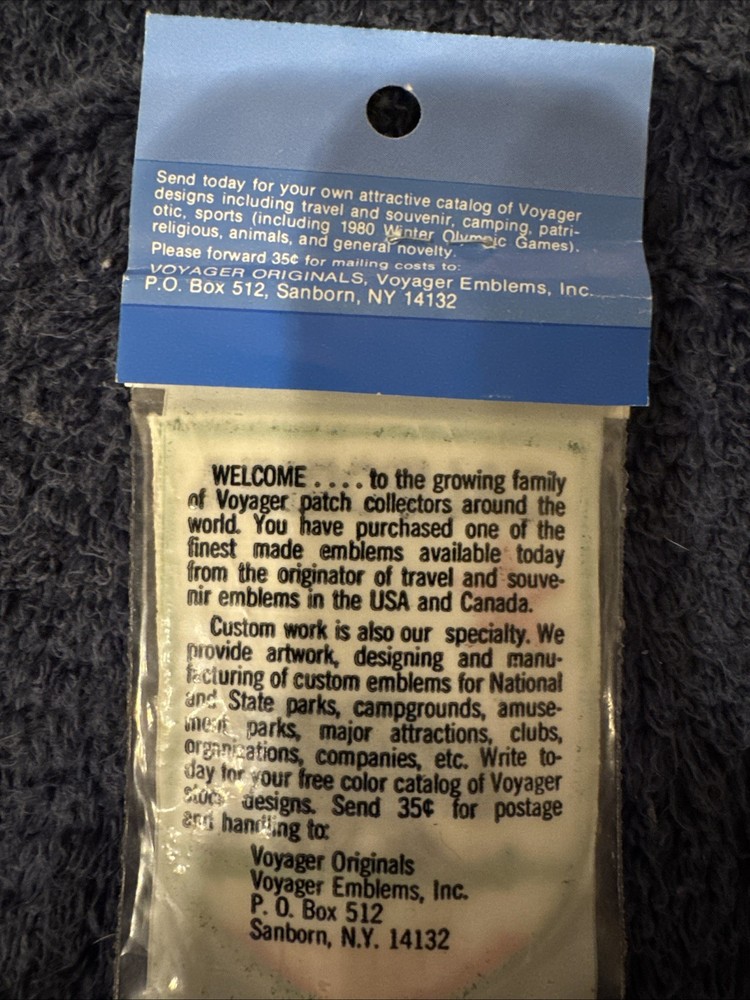 Send today for your own attractive catalog of Voyager
designs including travel and souvenir, camping, patri-
otic, sports (including 1980 Winter Olympic Games).
religious, animals, and general novelty.
Please forward 35¢ for mailing costs to:
VOYAGER ORIGINALS, Voyager Emblems, Inc.
P.O. Box 512, Sanborn, NY 14132
WELCOME .... to the growing family
of Voyager patch collectors around the
world. You have purchased one of the
finest made emblems available today
from the originator of travel and souve-
nir emblems in the USA and Canada.
Custom work is also our specialty. We
provide artwork, designing and manu-
facturing of custom emblems for National
and State parks, campgrounds, amuse-
ment parks, major attractions, clubs,
organizations, companies, etc. Write to-
day for your free color catalog of Voyager
stock designs. Send 35¢ for postage
and handling to:
Voyager Originals
Voyager Emblems, Inc.
P. O. Box 512
Sanborn, N.Y. 14132